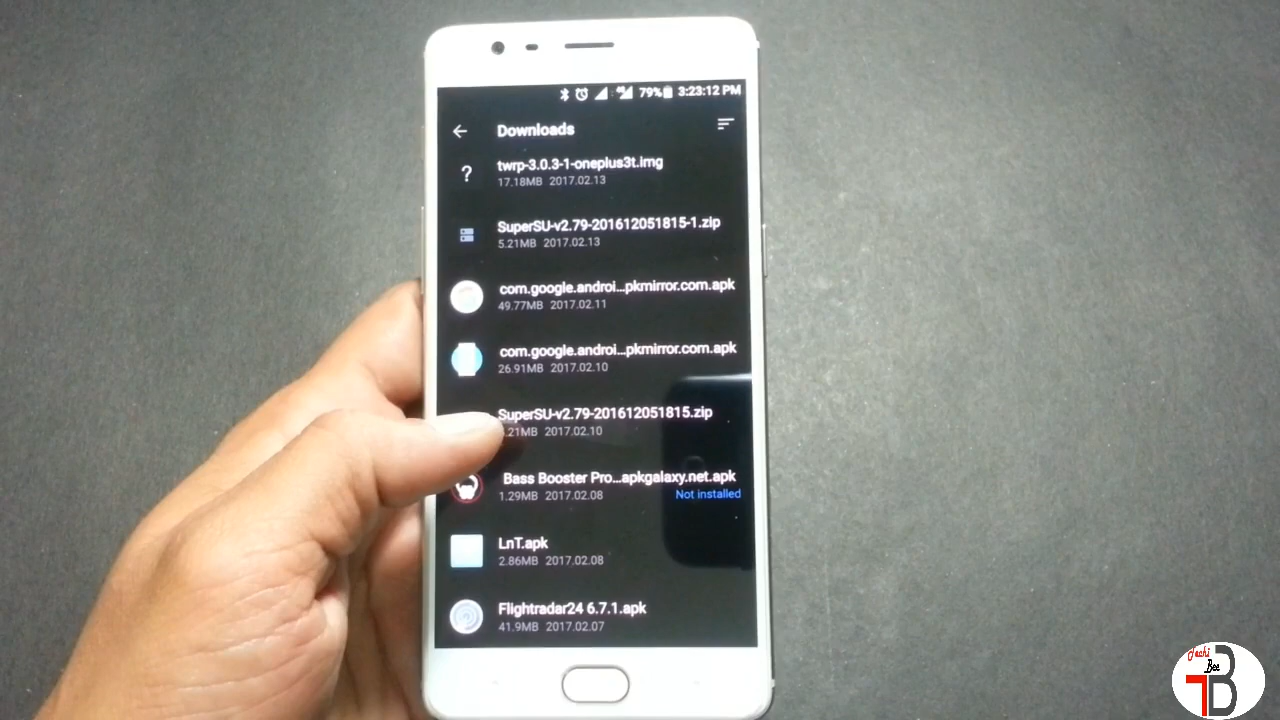 79% 3:23:12 PM
Downloads
twrp-3.0.3-1-oneplus3t.img
17.18MB 2017.02.13
SuperSU-v2.79-201612051815-1.zip
5.21MB 2017.02.13
com.google.androi...pkmirror.com.apk
49.77MB 2017.02.11
com.google.androi...pkmirror.com.apk
26.91MB 2017.02.10
SuperSU-v2.79-201612051815.zip
.21MB 2017.02.10
Bass Booster Pro...apkgalaxy.net.apk
1.29MB 2017.02.08
Not installed
LnT.apk
2.86MB 2017.02.08
Flightradar24 6.7.1.apk
41.9MB 2017.02.07
Techi
Bee
TB